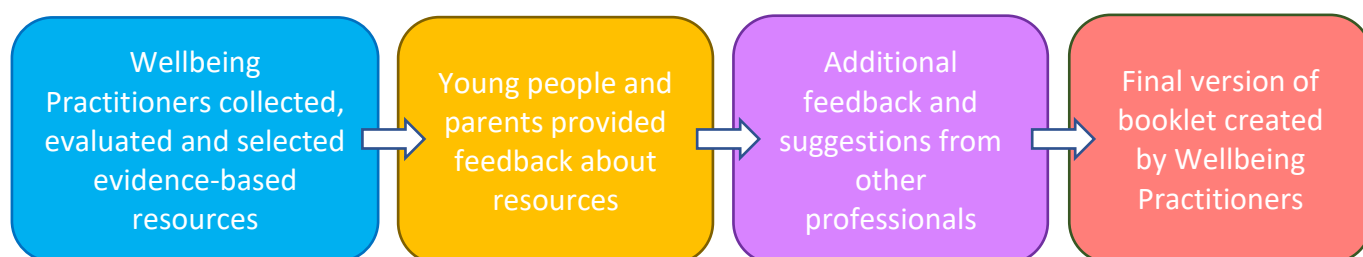 Wellbeing
Practitioners collected,
evaluated and selected
evidence-based
resources
Young people and
parents provided
feedback about
resources
Additional
feedback and
suggestions from
other
professionals
Final version of
booklet created
by Wellbeing
Practitioners